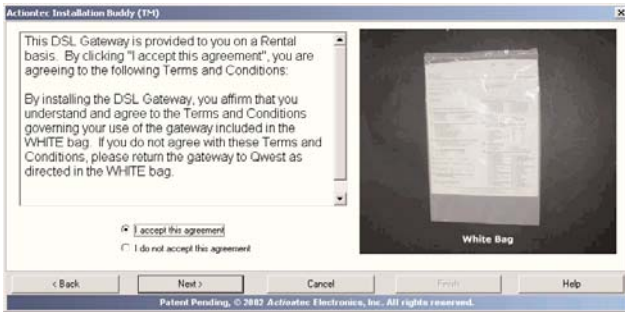 Actiontec Installation Buddy (TM)
This DSL Gateway is provided to you on a Rental
basis.  By clicking "I accept this agreement", you are
agreeing to the following Terms and Conditions:
By installing the DSL Gateway, you affirm that you
understand and agree to the Terms and Conditions
governing your use of the gateway included in the
WHITE bag.  If you do not agree with these Terms and
Conditions, please return the gateway to Qwest as
directed in the WHITE bag.
I accept this agreement
I do not accept this agreement
White Bag
< Back
Next >
Cancel
Finish
Help
Patent Pending, © 2002 Actiontec Electronics, Inc. All rights reserved.